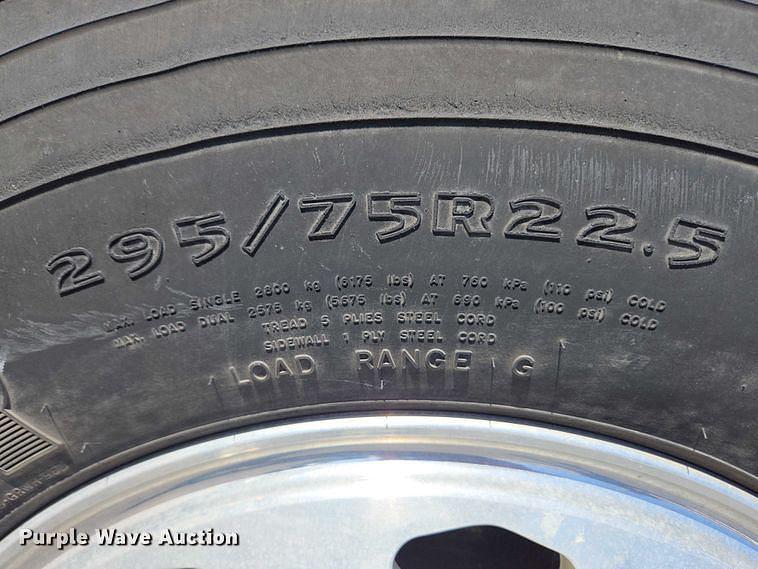 295/75R22.5
MAX. LOAD SINGLE 2800 kg (6175 lbs) AT 760 kPa (110 psi) COLD
MAX. LOAD DUAL 2575 kg (5675 lbs) AT 690 kPa (100 psi) COLD
TREAD 5 PLIES STEEL CORD
SIDEWALL 1 PLY STEEL CORD
LOAD RANGE G
Purple Wave Auction